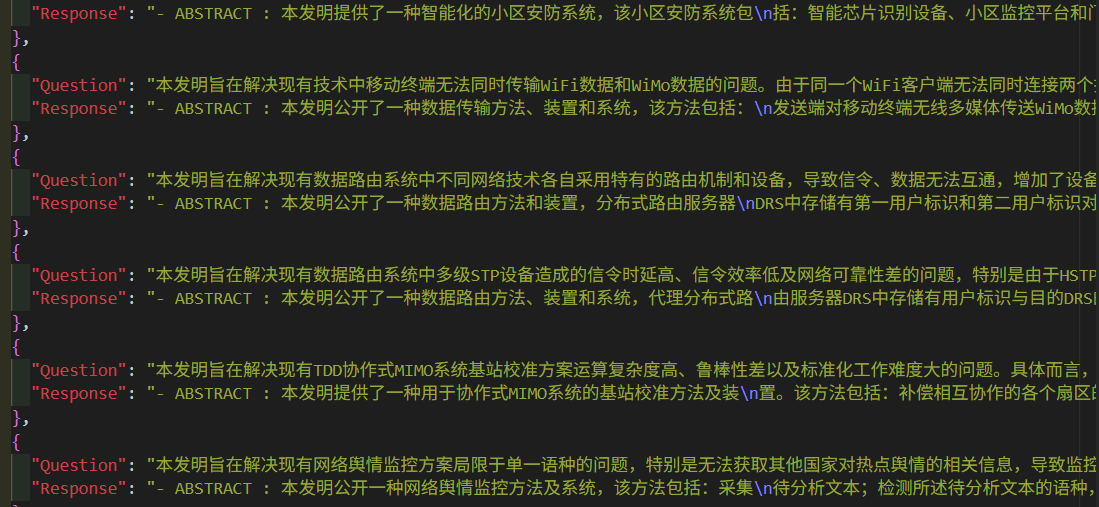 "Response": "- ABSTRACT : 本发明提供了一种智能化的小区安防系统，该小区安防系统包\n括：智能芯片识别设备、小区监控平台和门
},
{
"Question": "本发明旨在解决现有技术中移动终端无法同时传输WiFi数据和WiMo数据的问题。由于同一个WiFi客户端无法同时连接两个
"Response": "- ABSTRACT : 本发明公开了一种数据传输方法、装置和系统，该方法包括：\n发送端对移动终端无线多媒体传送WiMo数据
},
{
"Question": "本发明旨在解决现有数据路由系统中不同网络技术各自采用特有的路由机制和设备，导致信令、数据无法互通，增加了设备
"Response": "- ABSTRACT : 本发明公开了一种数据路由方法和装置，分布式路由服务器\nDRS中存储有第一用户标识和第二用户标识对
},
{
"Question": "本发明旨在解决现有数据路由系统中多级STP设备造成的信令时延高、信令效率低及网络可靠性差的问题，特别是由于HSTP
"Response": "- ABSTRACT : 本发明公开了一种数据路由方法、装置和系统，代理分布式路\n由服务器DRS中存储有用户标识与目的DRS
},
{
"Question": "本发明旨在解决现有TDD协作式MIMO系统基站校准方案运算复杂度高、鲁棒性差以及标准化工作难度大的问题。具体而言，
"Response": "- ABSTRACT : 本发明提供了一种用于协作式MIMO系统的基站校准方法及装\n置。该方法包括：补偿相互协作的各个扇区的
},
{
"Question": "本发明旨在解决现有网络舆情监控方案局限于单一语种的问题，特别是无法获取其他国家对热点舆情的相关信息，导致监控
"Response": "- ABSTRACT : 本发明公开一种网络舆情监控方法及系统，该方法包括：采集\n待分析文本；检测所述待分析文本的语种，